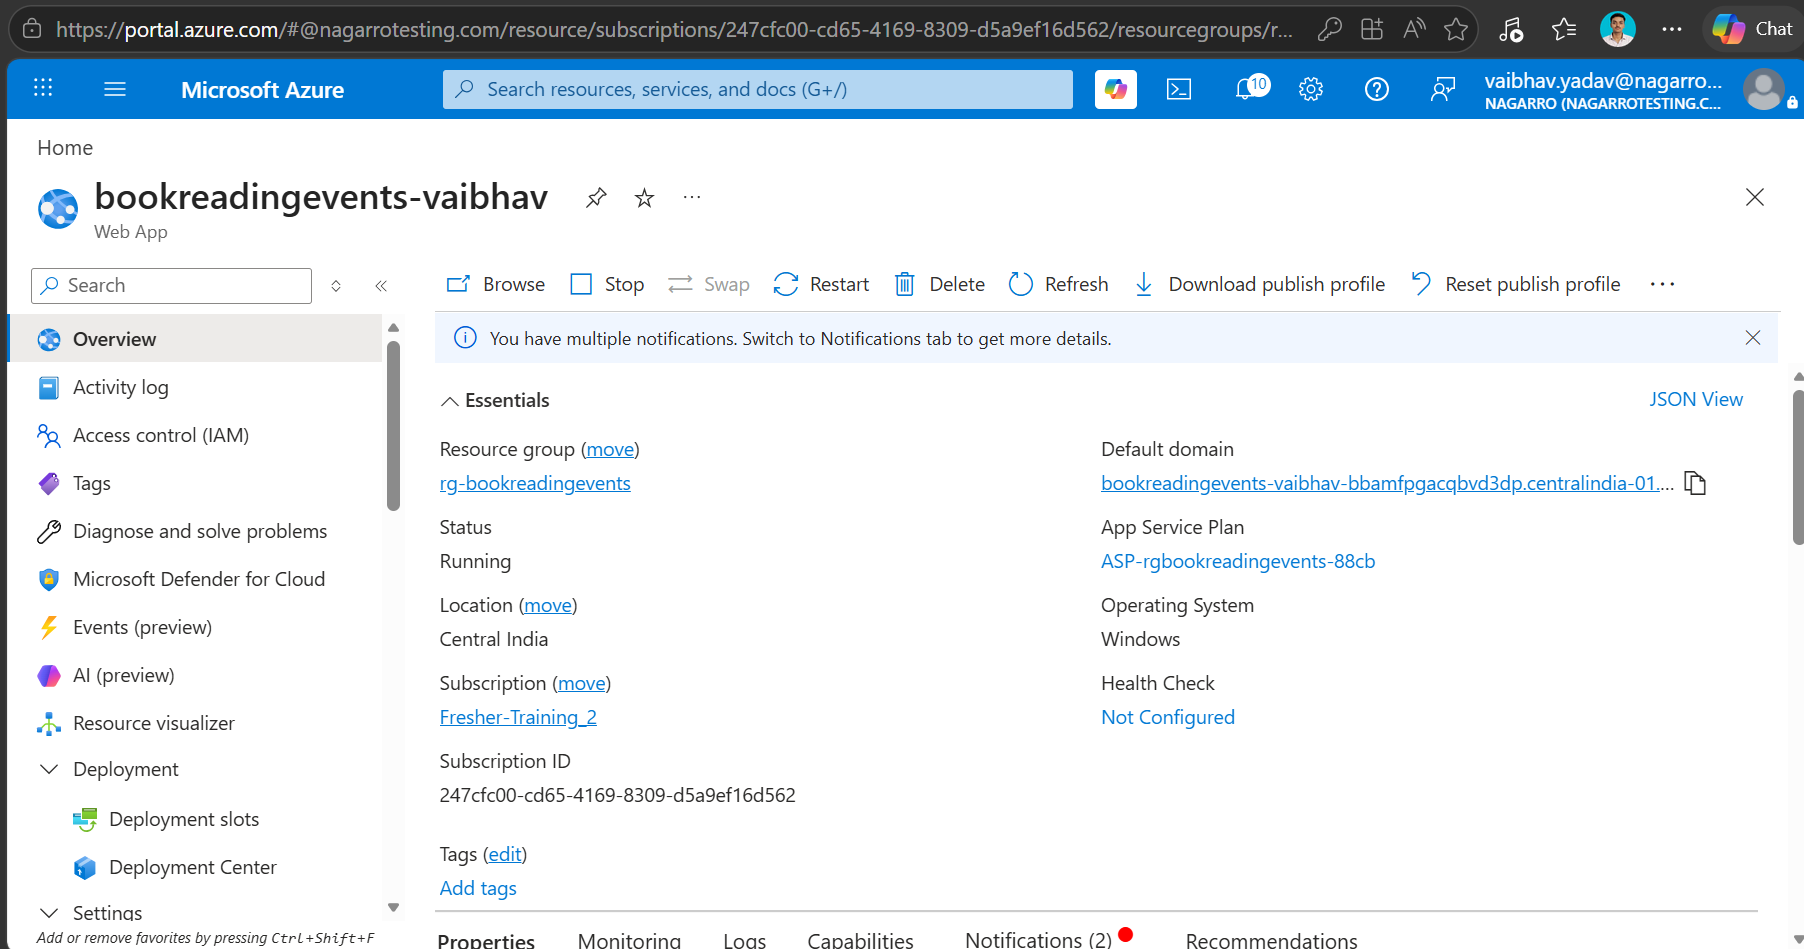 https://portal.azure.com/#@nagarrotesting.com/resource/subscriptions/247cfc00-cd65-4169-8309-d5a9ef16d562/resourcegroups/r...
Chat
Microsoft Azure
Search resources, services, and docs (G+/)
10
vaibhav.yadav@nagarro...
NAGARRO (NAGARROTESTING.C...
Home
bookreadingevents-vaibhav
Web App
Search
Browse
Stop
Swap
Restart
Delete
Refresh
Download publish profile
Reset publish profile
You have multiple notifications. Switch to Notifications tab to get more details.
Overview
Activity log
Access control (IAM)
Tags
Diagnose and solve problems
Microsoft Defender for Cloud
Events (preview)
AI (preview)
Resource visualizer
Deployment
Deployment slots
Deployment Center
Settings
Add or remove favorites by pressing Ctrl+Shift+F
Essentials
JSON View
Resource group (move)
rg-bookreadingevents
Status
Running
Location (move)
Central India
Subscription (move)
Fresher-Training_2
Subscription ID
247cfc00-cd65-4169-8309-d5a9ef16d562
Tags (edit)
Add tags
Default domain
bookreadingevents-vaibhav-bbamfpgacqbvd3dp.centralindia-01....
App Service Plan
ASP-rgbookreadingevents-88cb
Operating System
Windows
Health Check
Not Configured
Properties
Monitoring
Logs
Capabilities
Notifications (2)
Recommendations